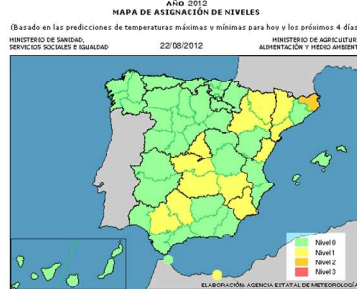 AÑO 2012
MAPA DE ASIGNACIÓN DE NIVELES
(Basado en las predicciones de temperaturas máximas y mínimas para hoy y los próximos 4 días
MINISTERIO DE SANIDAD,
SERVICIOS SOCIALES E IGUALDAD
22/08/2012
MINISTERIO DE AGRICULTUR
ALIMENTACIÓN Y MEDIO AMBIENT
Nivel 0
Nivel 1
Nivel 2
Nivel 3
ELABORACIÓN: AGENCIA ESTATAL DE METEOROLOGÍA